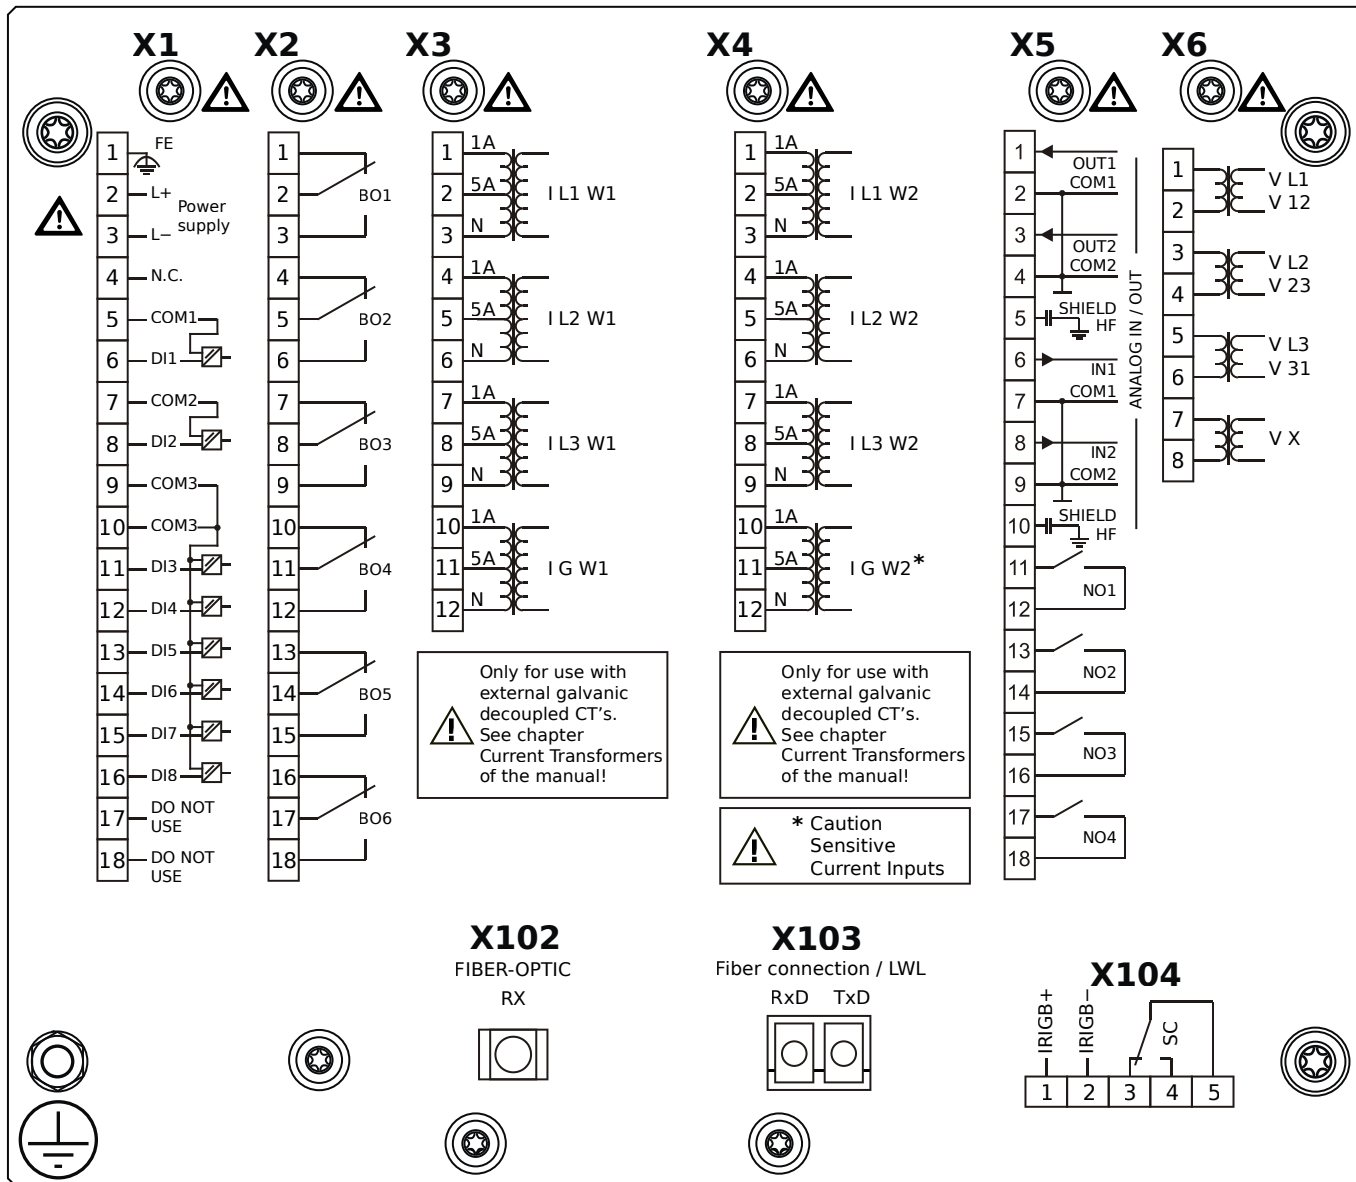 X1
1
FE
2
L+
Power
supply
3
L−
4
N.C.
5
COM1
6
DI1
7
COM2
8
DI2
9
COM3
10
COM3
11
DI3
12
DI4
13
DI5
14
DI6
15
DI7
16
DI8
17
DO NOT
USE
18
DO NOT
USE
X2
1
2
BO1
3
4
5
BO2
6
7
8
BO3
9
10
11
BO4
12
13
14
BO5
15
16
17
BO6
18
X3
1
1A
2
5A
I L1 W1
3
N
4
1A
5
5A
I L2 W1
6
N
7
1A
8
5A
I L3 W1
9
N
10
1A
11
5A
I G W1
12
N
Only for use with
external galvanic
decoupled CT's.
See chapter
Current Transformers
of the manual!
X4
1
1A
2
5A
I L1 W2
3
N
4
1A
5
5A
I L2 W2
6
N
7
1A
8
5A
I L3 W2
9
N
10
1A
11
5A
I G W2*
12
N
Only for use with
external galvanic
decoupled CT's.
See chapter
Current Transformers
of the manual!
* Caution
Sensitive
Current Inputs
X5
1
OUT1
2
COM1
3
OUT2
4
COM2
5
SHIELD
HF
6
IN1
7
COM1
8
IN2
9
COM2
10
SHIELD
HF
ANALOG IN / OUT
11
NO1
12
13
NO2
14
15
NO3
16
17
NO4
18
X6
1
V L1
2
V 12
3
V L2
4
V 23
5
V L3
6
V 31
7
V X
8
X102
FIBER-OPTIC
RX
X103
Fiber connection / LWL
RxD TxD
X104
IRIGB+
IRIGB−
SC
1 2 3 4 5